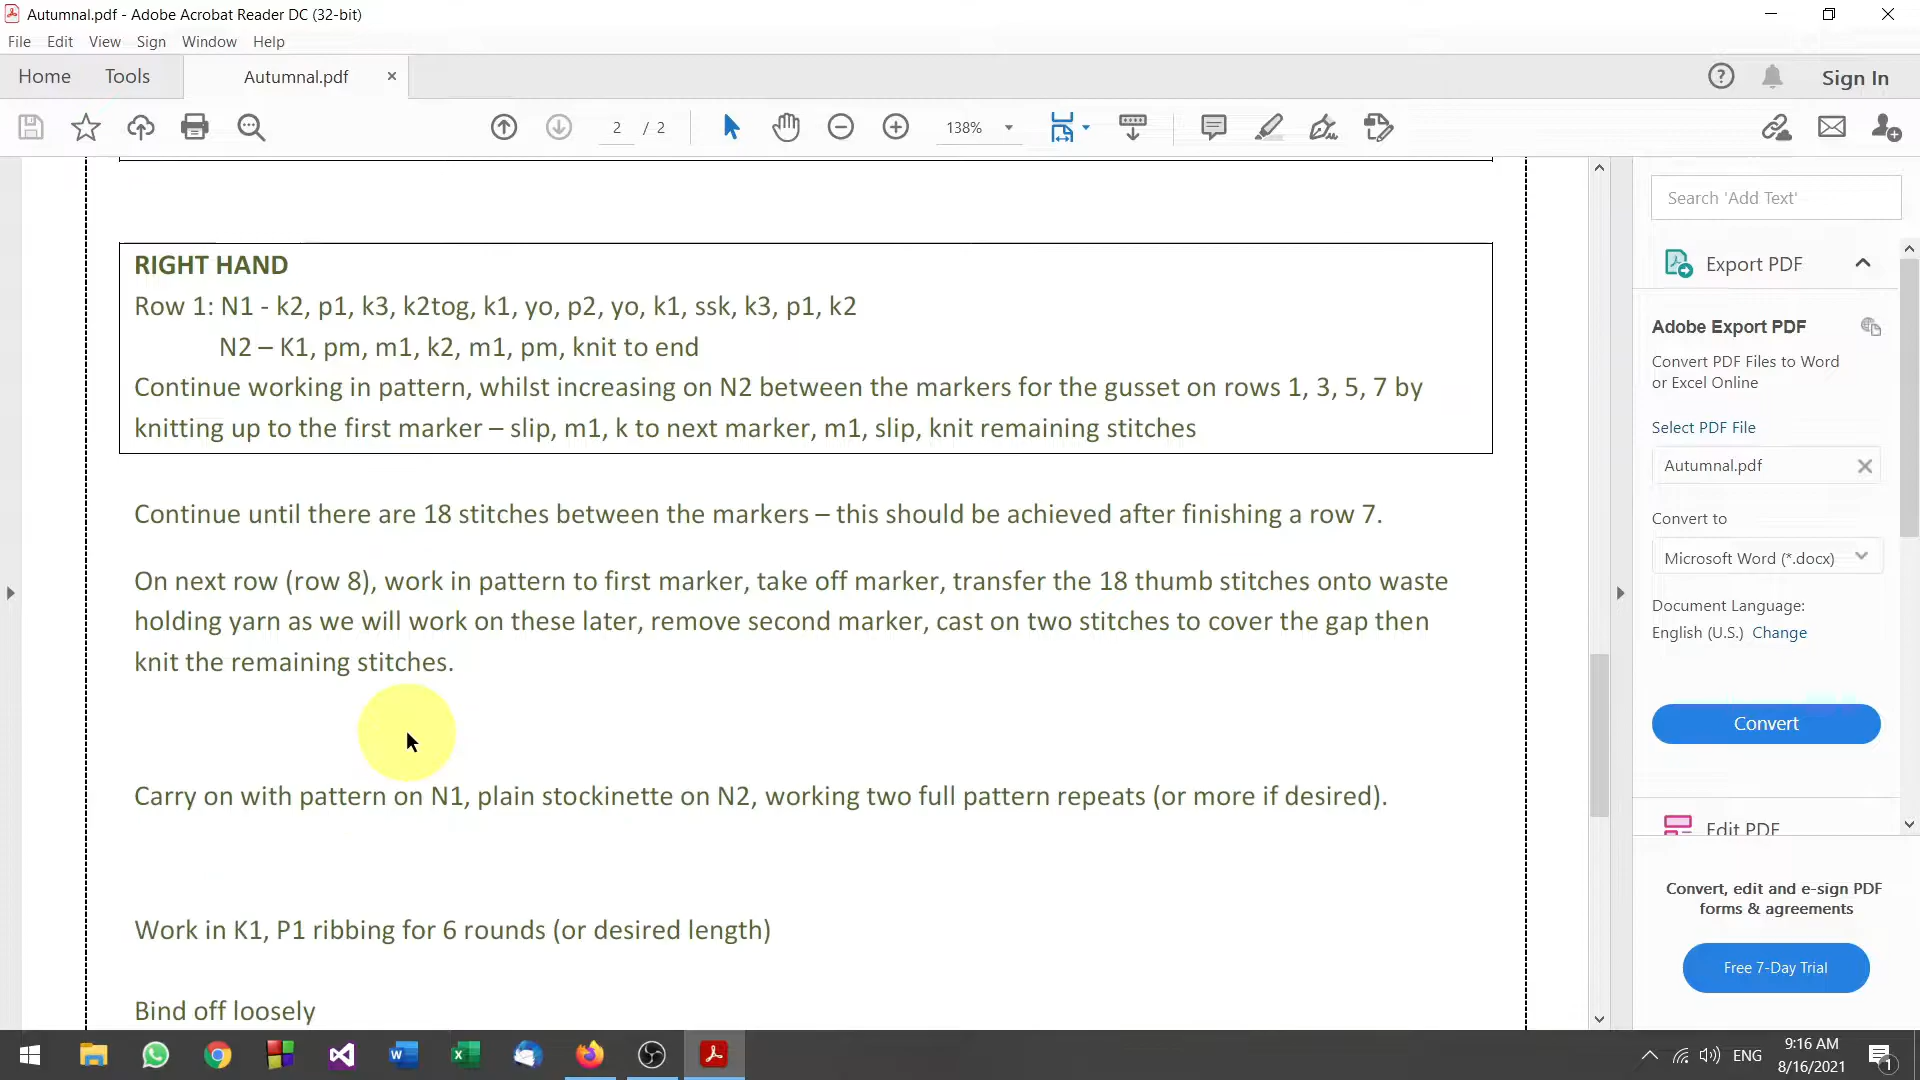 Autumnal.pdf - Adobe Acrobat Reader DC (32-bit)
File Edit View Sign Window Help
Home Tools Autumnal.pdf Sign In
2 / 2 138%
Search 'Add Text'
RIGHT HAND
Row 1: N1 - k2, p1, k3, k2tog, k1, yo, p2, yo, k1, ssk, k3, p1, k2
N2 – K1, pm, m1, k2, m1, pm, knit to end
Continue working in pattern, whilst increasing on N2 between the markers for the gusset on rows 1, 3, 5, 7 by
knitting up to the first marker – slip, m1, k to next marker, m1, slip, knit remaining stitches
Continue until there are 18 stitches between the markers – this should be achieved after finishing a row 7.
On next row (row 8), work in pattern to first marker, take off marker, transfer the 18 thumb stitches onto waste
holding yarn as we will work on these later, remove second marker, cast on two stitches to cover the gap then
knit the remaining stitches.
Carry on with pattern on N1, plain stockinette on N2, working two full pattern repeats (or more if desired).
Work in K1, P1 ribbing for 6 rounds (or desired length)
Bind off loosely
Export PDF
Adobe Export PDF
Convert PDF Files to Word
or Excel Online
Select PDF File
Autumnal.pdf
Convert to
Microsoft Word (*.docx)
Document Language:
English (U.S.) Change
Convert
Edit PDF
Convert, edit and e-sign PDF
forms & agreements
Free 7-Day Trial
ENG
9:16 AM
8/16/2021
1